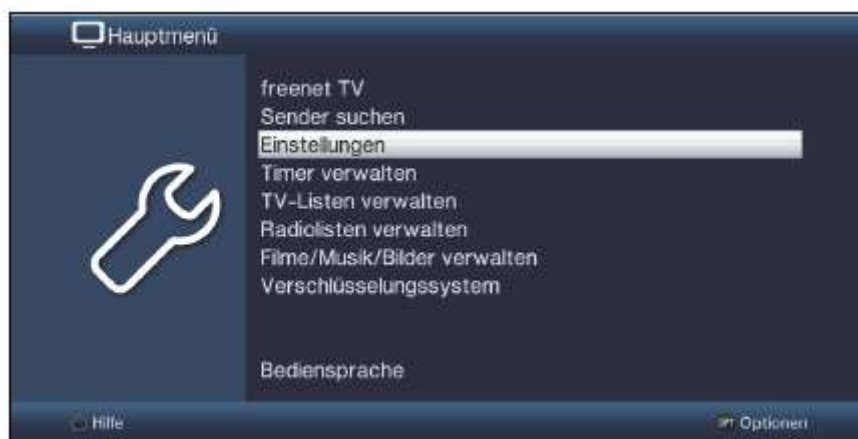 Hauptmenü
freenet TV
Sender suchen
Einstellungen
Timer verwalten
TV-Listen verwalten
Radiolisten verwalten
Filme/Musik/Bilder verwalten
Verschlüsselungssystem
Bediensprache
Hilfe
Optionen